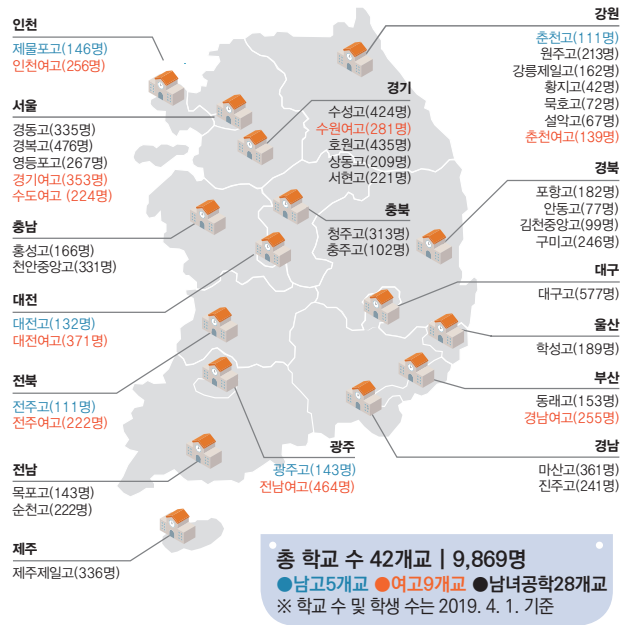 인천
제물포고(146명)
인천여고(256명)
서울
경동고(335명)
경복고(476명)
영등포고(267명)
경기여고(353명)
수도여고 (224명)
충남
홍성고(166명)
천안중앙고(331명)
대전
대전고(132명)
대전여고(371명)
전북
전주고(111명)
전주여고(222명)
전남
목포고(143명)
순천고(222명)
제주
제주제일고(336명)
경기
수성고(424명)
수원여고(281명)
호원고(435명)
상동고(209명)
서현고(221명)
충북
청주고(313명)
충주고(102명)
광주
광주고(143명)
전남여고(464명)
강원
춘천고(111명)
원주고(213명)
강릉제일고(162명)
황지고(42명)
묵호고(72명)
설악고(67명)
춘천여고(139명)
경북
포항고(182명)
안동고(77명)
김천중앙고(99명)
구미고(246명)
대구
대구고(577명)
울산
학성고(189명)
부산
동래고(153명)
경남여고(255명)
경남
마산고(361명)
진주고(241명)
총 학교 수 42개교 | 9,869명
●남고5개교 ●여고9개교 ●남녀공학28개교
※ 학교 수 및 학생 수는 2019. 4. 1. 기준